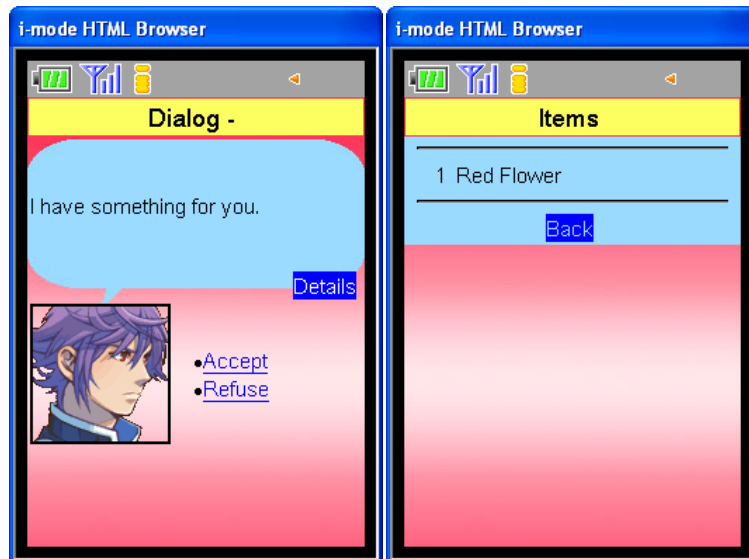 i-mode HTML Browser
Dialog -
I have something for you.
Details
•Accept
•Refuse
i-mode HTML Browser
Items
1 Red Flower
Back